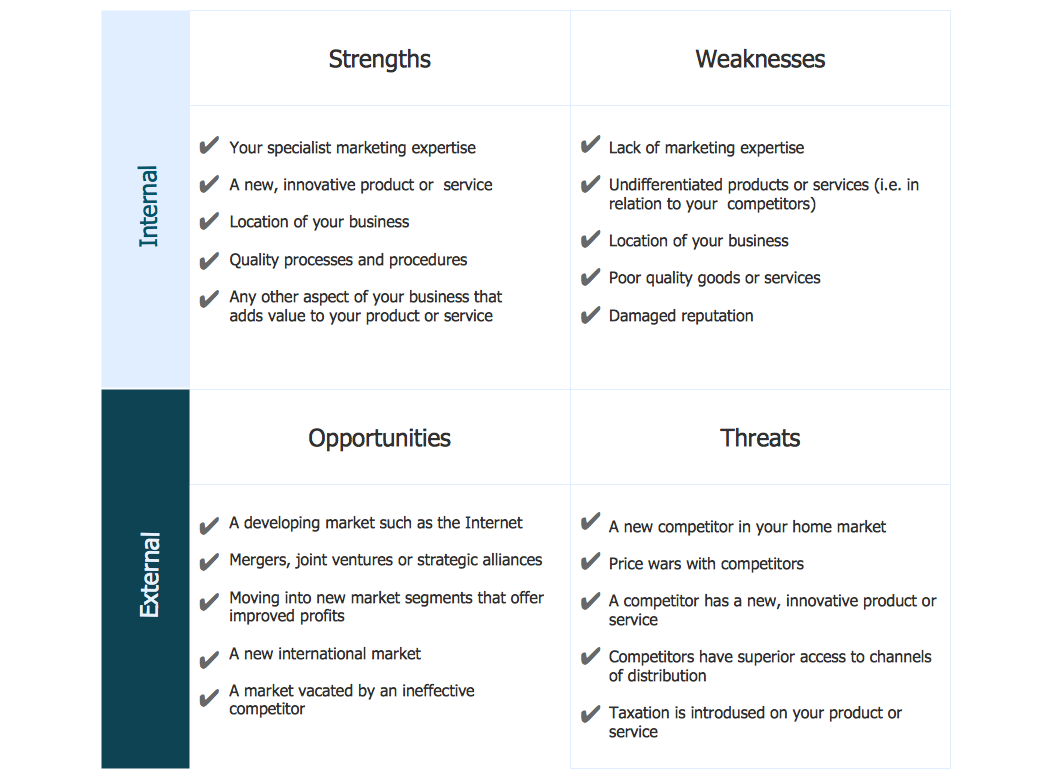 Internal
Strengths
Your specialist marketing expertise
A new, innovative product or service
Location of your business
Quality processes and procedures
Any other aspect of your business that
adds value to your product or service
Weaknesses
Lack of marketing expertise
Undifferentiated products or services (i.e. in
relation to your competitors)
Location of your business
Poor quality goods or services
Damaged reputation
External
Opportunities
A developing market such as the Internet
Mergers, joint ventures or strategic alliances
Moving into new market segments that offer
improved profits
A new international market
A market vacated by an ineffective
competitor
Threats
A new competitor in your home market
Price wars with competitors
A competitor has a new, innovative product or
service
Competitors have superior access to channels
of distribution
Taxation is introdused on your product or
service